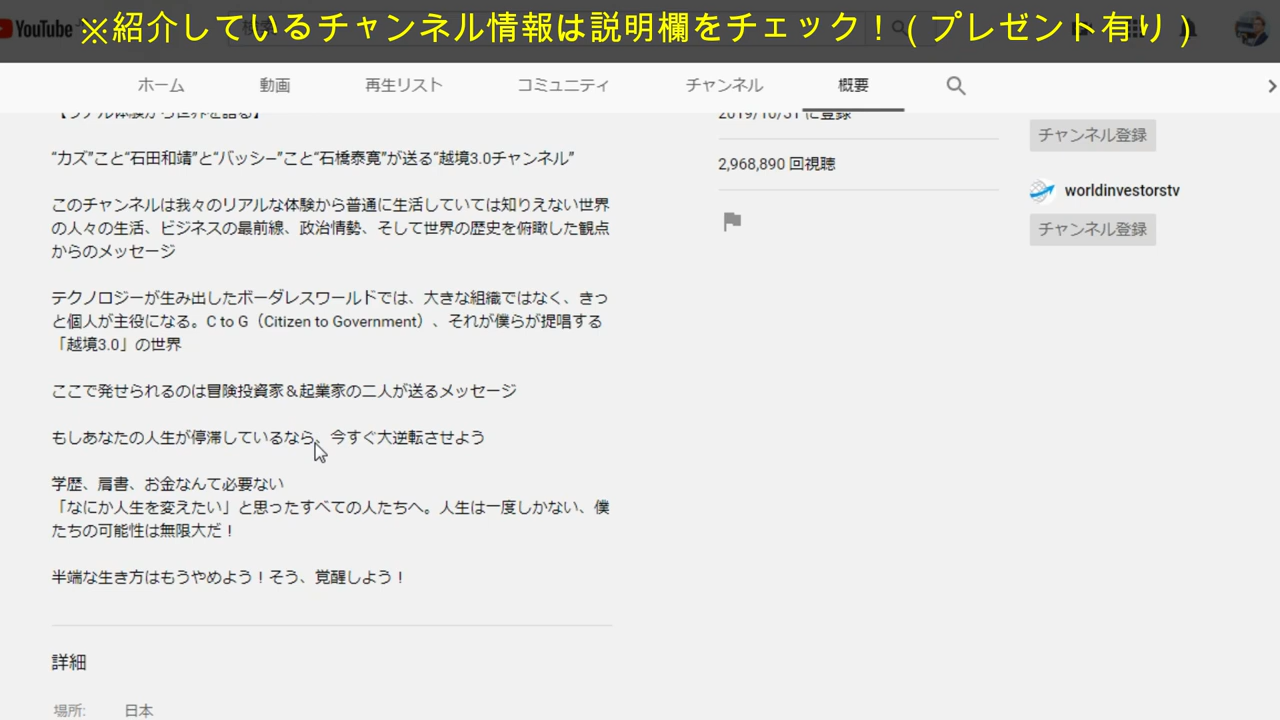 YouTube
※紹介しているチャンネル情報は説明欄をチェック！(プレゼント有り)
ホーム
動画
再生リスト
コミュニティ
チャンネル
概要
【リアル体験から世界を語る】
2019/10/31 に登録
チャンネル登録
“カズ”こと“石田和靖”と“バッシー”こと“石橋泰寛”が送る“越境3.0チャンネル”
2,968,890 回視聴
worldinvestorstv
チャンネル登録
このチャンネルは我々のリアルな体験から普通に生活していては知りえない世界
の人々の生活、ビジネスの最前線、政治情勢、そして世界の歴史を俯瞰した観点
からのメッセージ
テクノロジーが生み出したボーダレスワールドでは、大きな組織ではなく、きっ
と個人が主役になる。C to G（Citizen to Government）、それが僕らが提唱する
「越境3.0」の世界
ここで発せられるのは冒険投資家＆起業家の二人が送るメッセージ
もしあなたの人生が停滞しているなら、今すぐ大逆転させよう
学歴、肩書、お金なんて必要ない
「なにか人生を変えたい」と思ったすべての人たちへ。人生は一度しかない、僕
たちの可能性は無限大だ！
半端な生き方はもうやめよう！そう、覚醒しよう！
詳細
場所:
日本